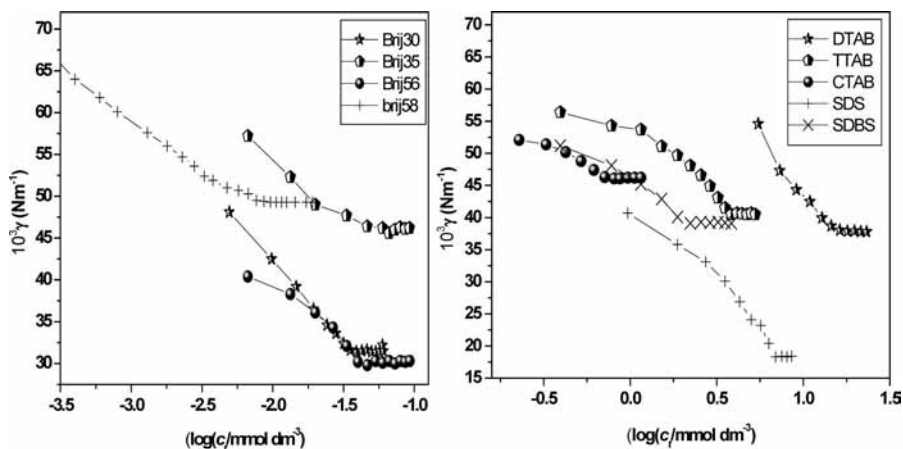 70
65
60
55
50
45
40
35
30
10³γ (Nm⁻¹)
-3.5 -3.0 -2.5 -2.0 -1.5 -1.0
(log(c/mmol dm⁻³)
Brij30
Brij35
Brij56
brij58
70
65
60
55
50
45
40
35
30
25
20
15
10³γ (Nm⁻¹)
-0.5 0.0 0.5 1.0 1.5
(log(cₜ/mmol dm⁻³)
DTAB
TTAB
CTAB
SDS
SDBS